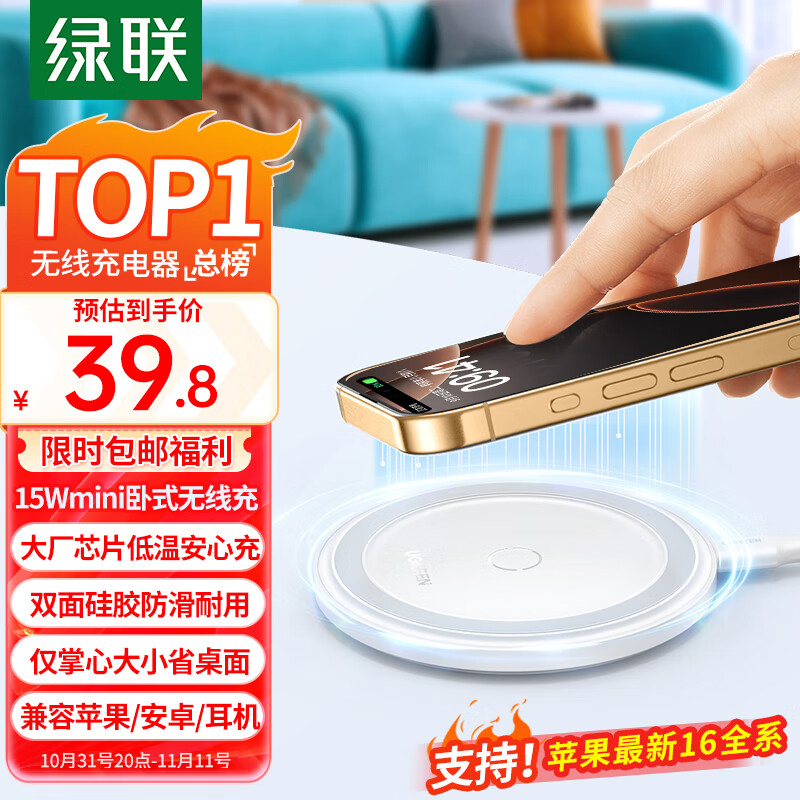 绿联
TOP1
无线充电器「总榜」
预估到手价
¥39.8
限时包邮福利
15Wmini卧式无线充
大厂芯片低温安心充
双面硅胶防滑耐用
仅掌心大小省桌面
兼容苹果/安卓/耳机
10月31号20点-11月11号
09:41
UGREEN
支持!苹果最新16全系